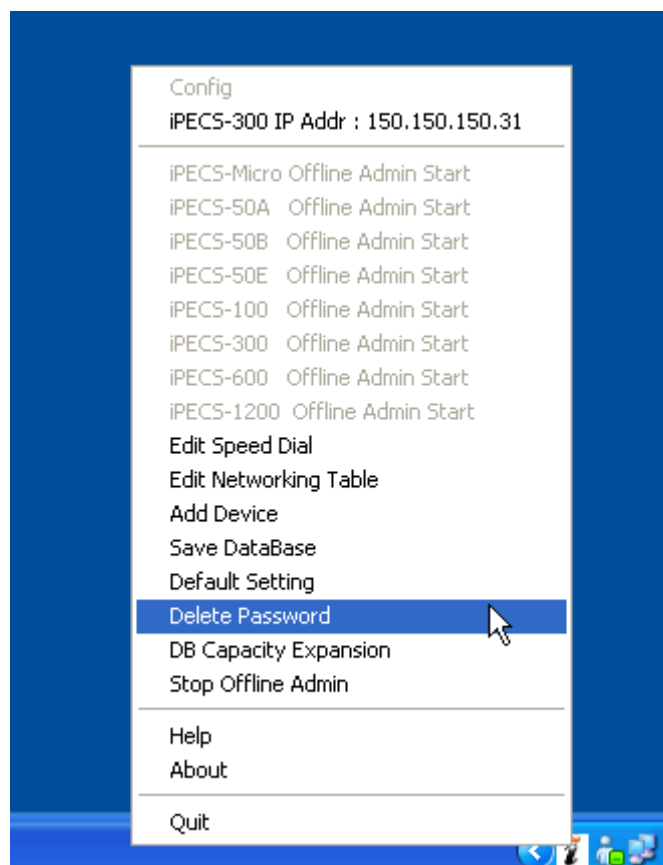 Config
iPECS-300 IP Addr : 150.150.150.31
iPECS-Micro Offline Admin Start
iPECS-50A Offline Admin Start
iPECS-50B Offline Admin Start
iPECS-50E Offline Admin Start
iPECS-100 Offline Admin Start
iPECS-300 Offline Admin Start
iPECS-600 Offline Admin Start
iPECS-1200 Offline Admin Start
Edit Speed Dial
Edit Networking Table
Add Device
Save DataBase
Default Setting
Delete Password
DB Capacity Expansion
Stop Offline Admin
Help
About
Quit